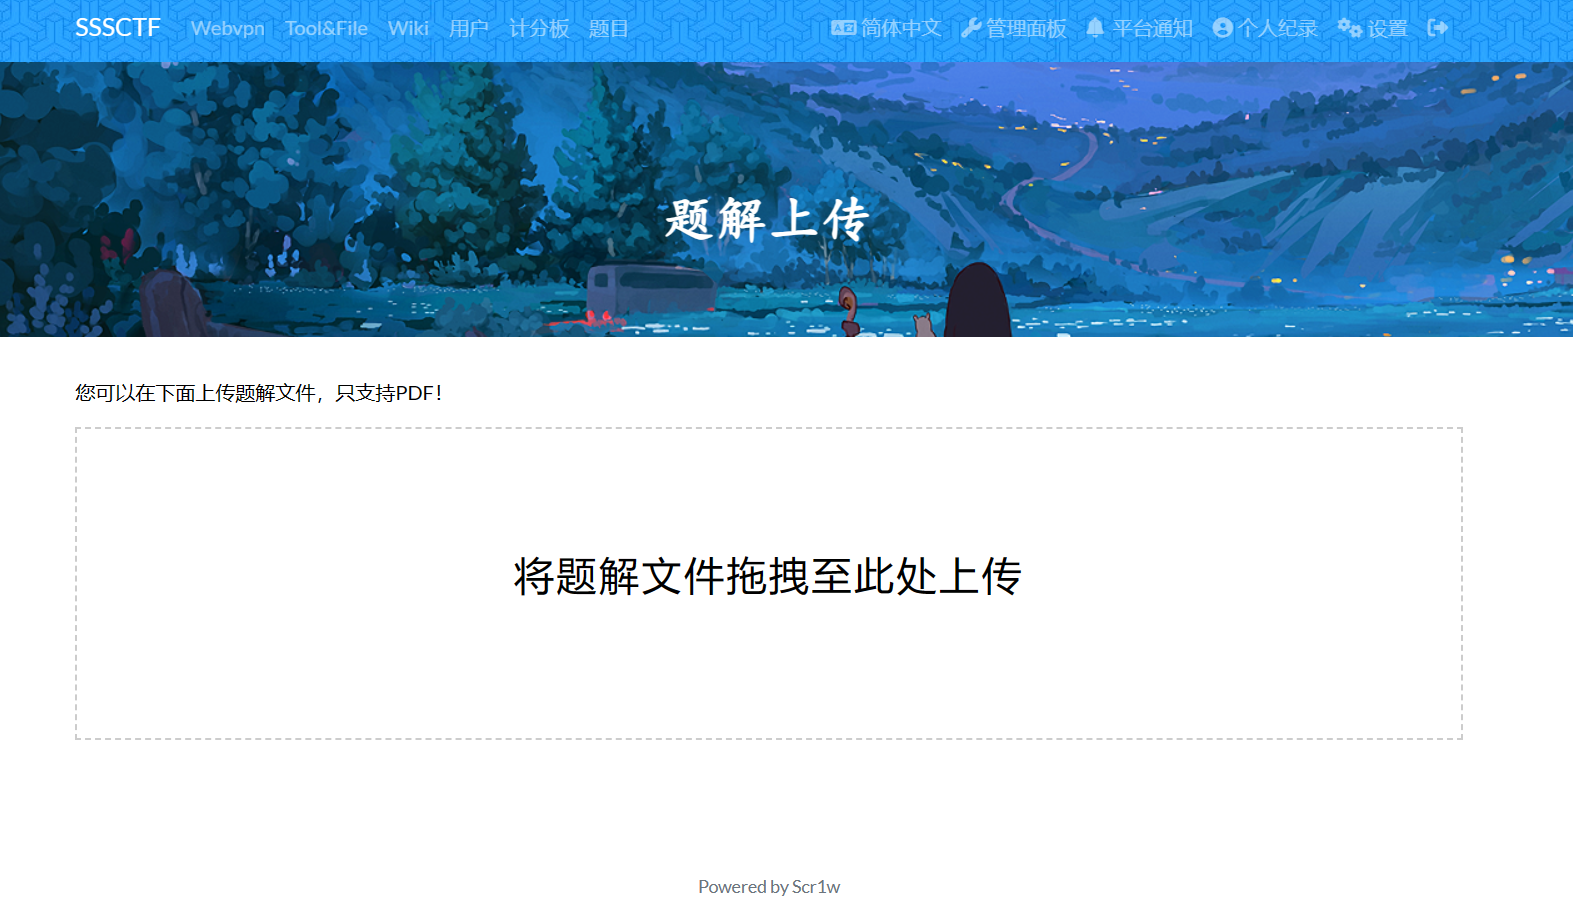 SSSCTF Webvpn Tool&File Wiki 用户 计分板 题目 简体中文 管理面板 平台通知 个人纪录 设置
题解上传
您可以在下面上传题解文件，只支持PDF！
将题解文件拖拽至此处上传
Powered by Scr1w